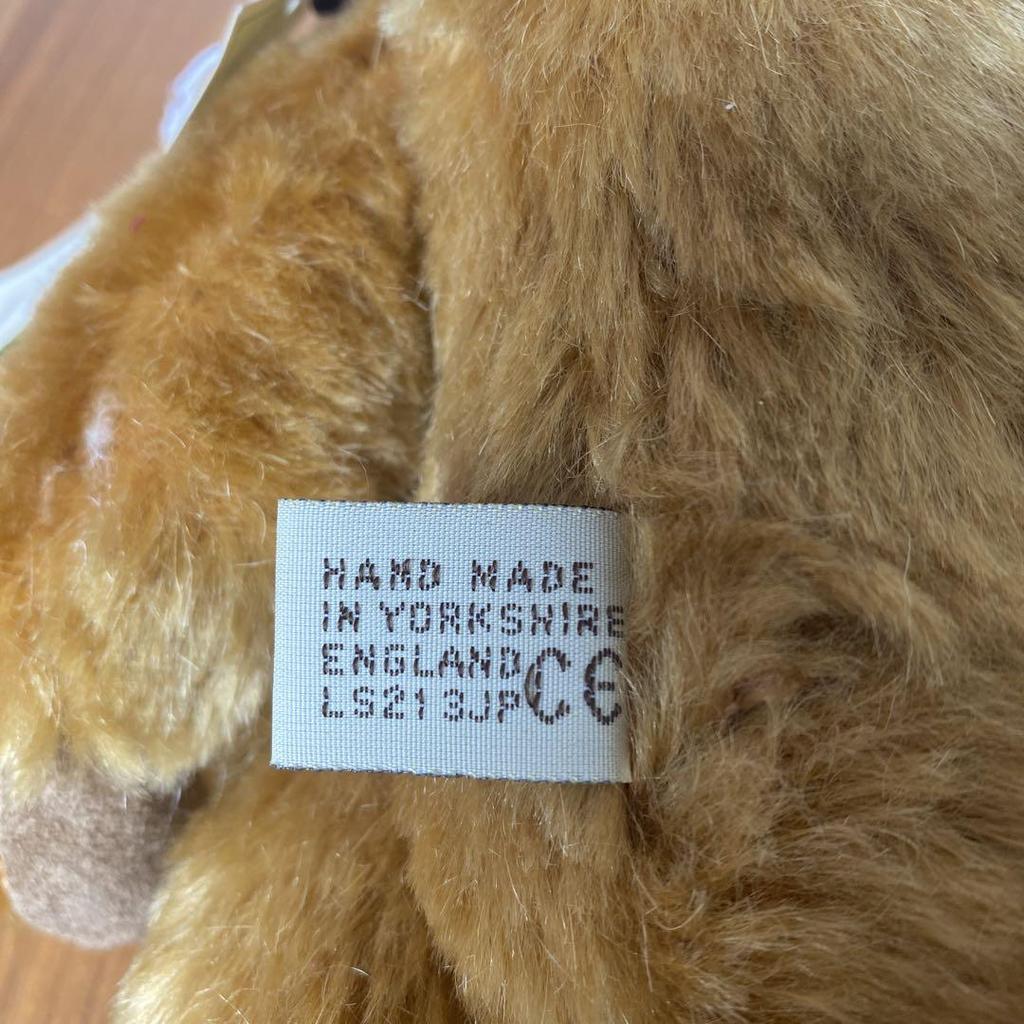 HAND MADE
IN YORKSHIRE
ENGLAND CE
LS21 3JP